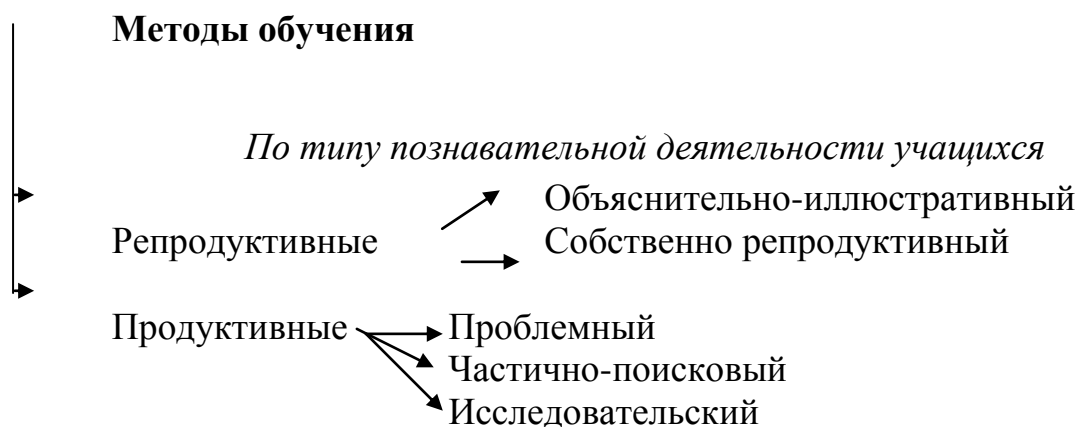 Методы обучения
По типу познавательной деятельности учащихся
Объяснительно-иллюстративный
Репродуктивные Собственно репродуктивный
Продуктивные Проблемный
Частично-поисковый
Исследовательский